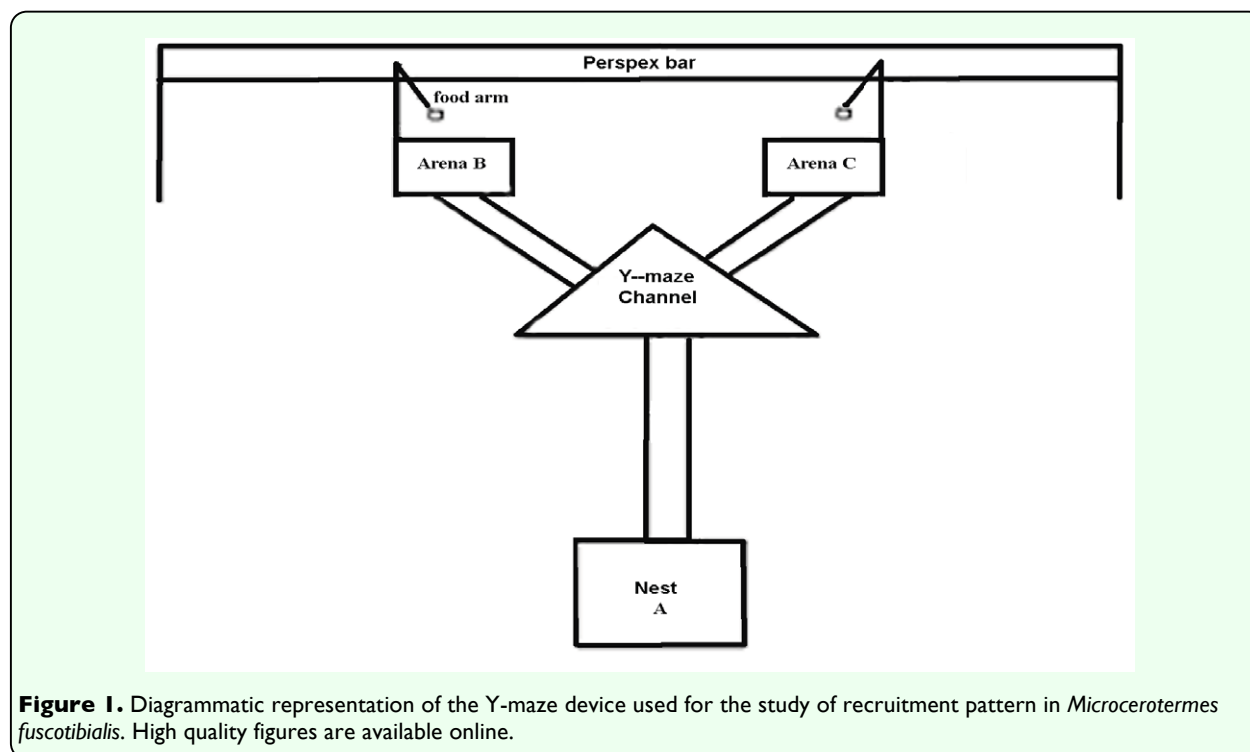 Perspex bar
food arm
Arena B
Arena C
Y--maze
Channel
Nest
A
Figure 1. Diagrammatic representation of the Y-maze device used for the study of recruitment pattern in Microcerotermes
fuscotibialis. High quality figures are available online.